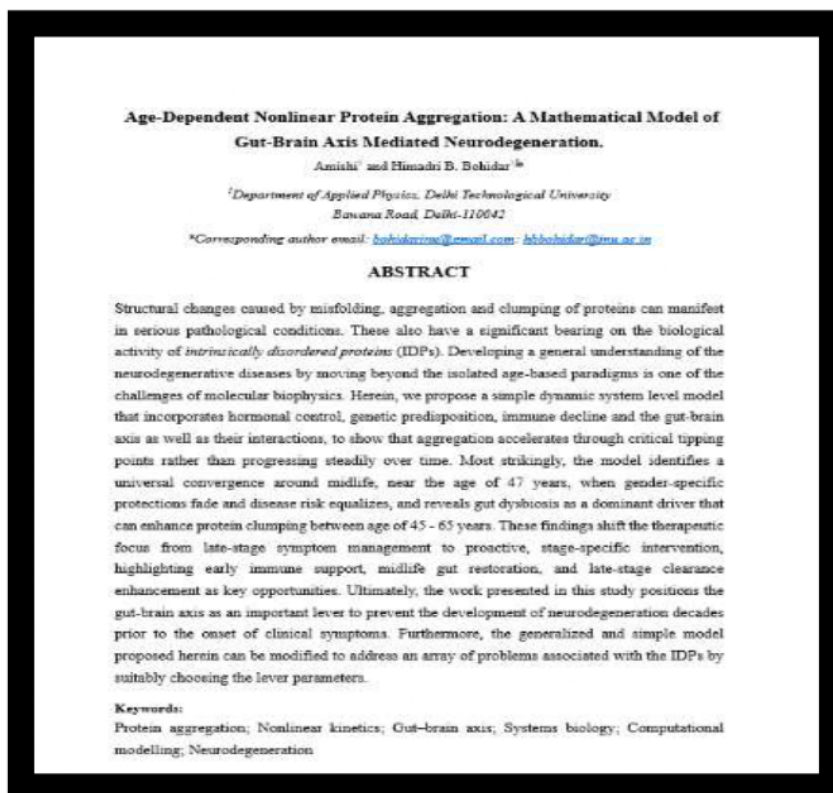 Age-Dependent Nonlinear Protein Aggregation: A Mathematical Model of
Gut-Brain Axis Mediated Neurodegeneration.
Amishi and Himadri B. Bohidar
Department of Applied Physics, Delhi Technological University
Bawana Road, Delhi-110042
*Corresponding author email:
ABSTRACT
Structural changes caused by misfolding, aggregation and clumping of proteins can manifest
in serious pathological conditions. These also have a significant bearing on the biological
activity of intrinsically disordered proteins (IDPs). Developing a general understanding of the
neurodegenerative diseases by moving beyond the isolated age-based paradigms is one of the
challenges of molecular biophysics. Herein, we propose a simple dynamic system level model
that incorporates hormonal control, genetic predisposition, immune decline and the gut-brain
axis as well as their interactions, to show that aggregation accelerates through critical tipping
points rather than progressing steadily over time. Most strikingly, the model identifies a
universal convergence around midlife, near the age of 47 years, when gender-specific
protections fade and disease risk equalizes, and reveals gut dysbiosis as a dominant driver that
can enhance protein clumping between age of 45 - 65 years. These findings shift the therapeutic
focus from late-stage symptom management to proactive, stage-specific intervention,
highlighting early immune support, midlife gut restoration, and late-stage clearance
enhancement as key opportunities. Ultimately, the work presented in this study positions the
gut-brain axis as an important lever to prevent the development of neurodegeneration decades
prior to the onset of clinical symptoms. Furthermore, the generalized and simple model
proposed herein can be modified to address an array of problems associated with the IDPs by
suitably choosing the lever parameters.
Keywords:
Protein aggregation; Nonlinear kinetics; Gut–brain axis; Systems biology; Computational
modelling; Neurodegeneration